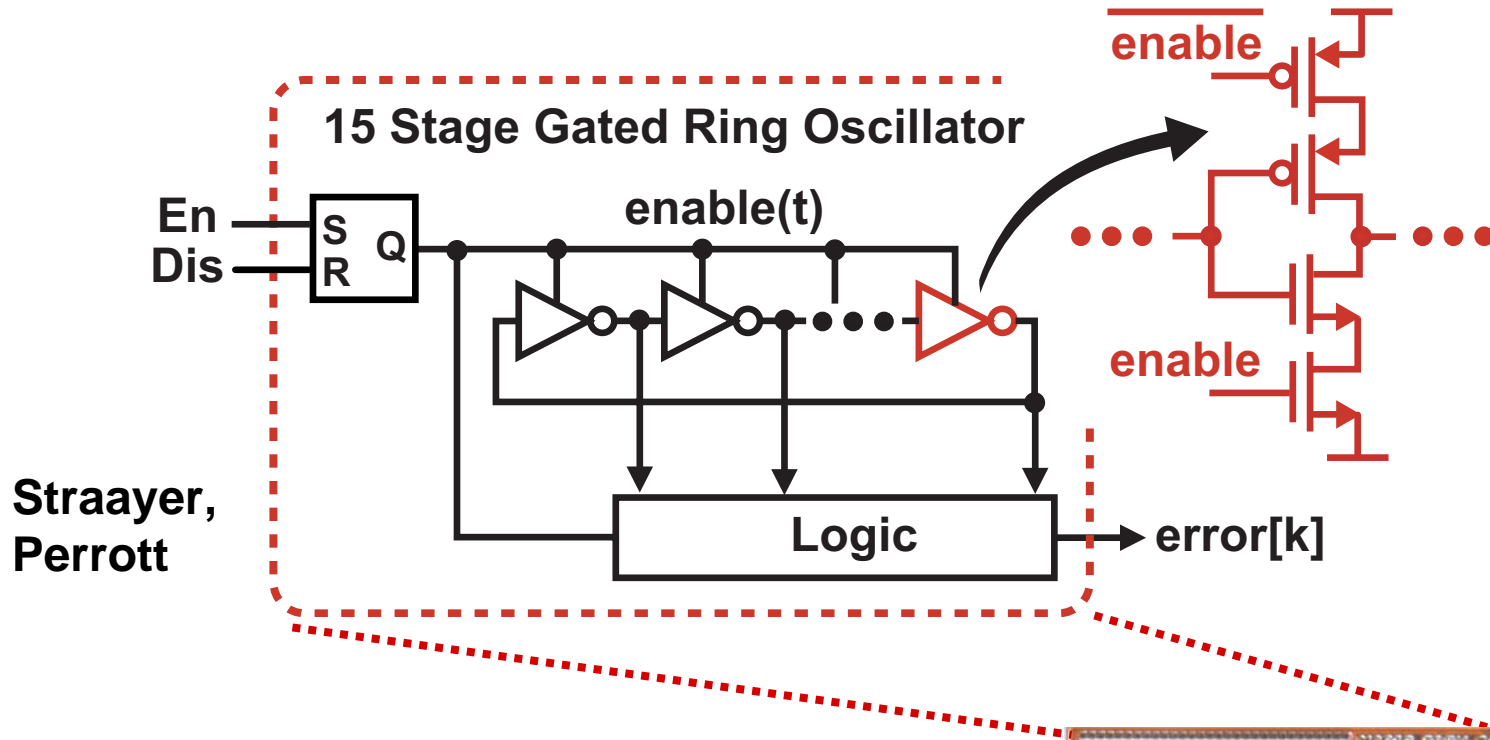 enable
15 Stage Gated Ring Oscillator
En
Dis
S
R
Q
enable(t)
enable
Straayer,
Perrott
Logic
error[k]